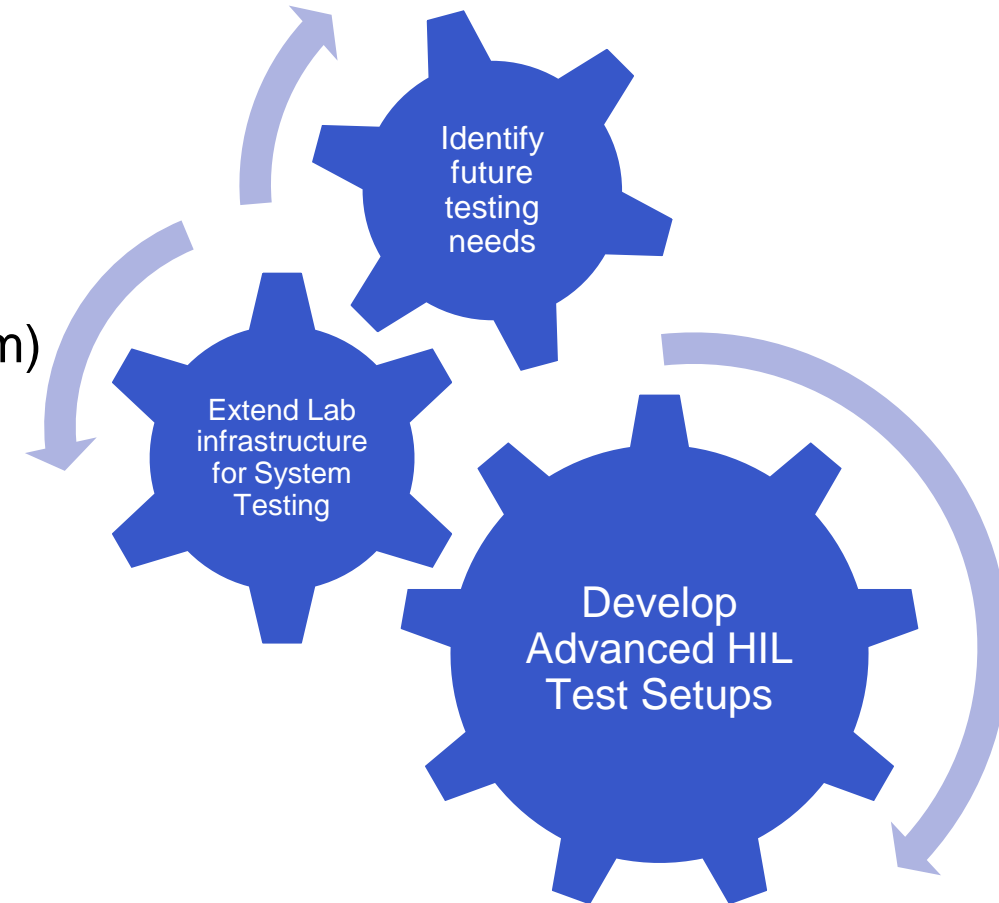 Identify
future
testing
needs
m)
Extend Lab
infrastructure
for System
Testing
Develop
Advanced HIL
Test Setups